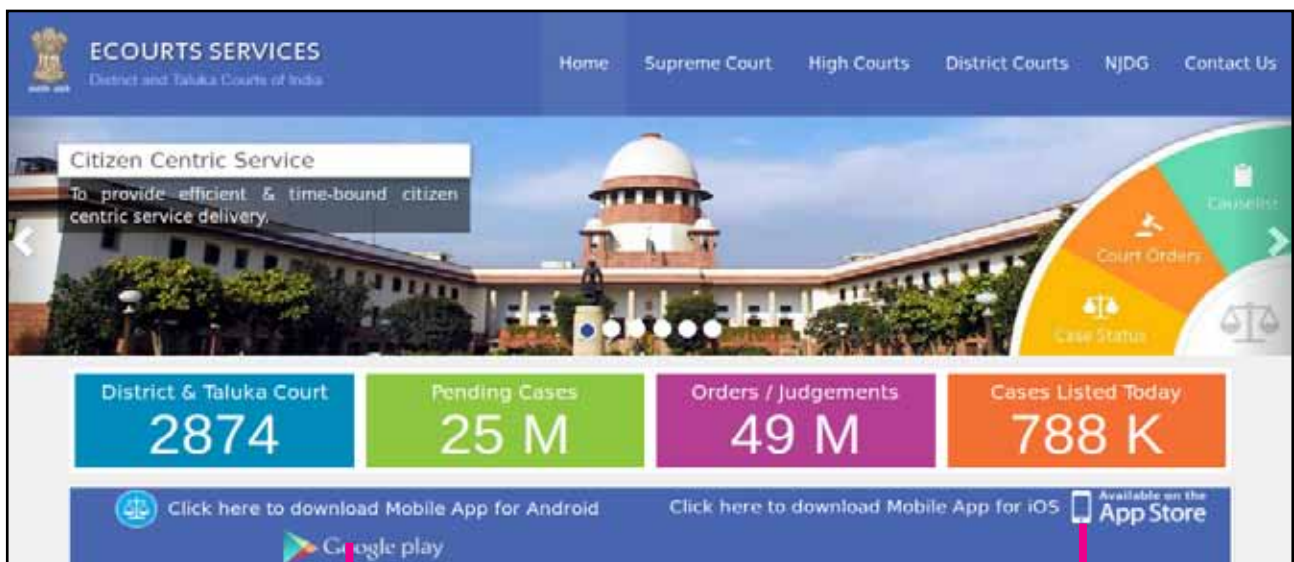 ECOURTS SERVICES
District and Taluka Courts of India
Home Supreme Court High Courts District Courts NJDG Contact Us
Citizen Centric Service
To provide efficient & time-bound citizen
centric service delivery.
Causelist
Court Orders
Case Status
District & Taluka Court
2874
Pending Cases
25 M
Orders / Judgements
49 M
Cases Listed Today
788 K
Click here to download Mobile App for Android
Google play
Click here to download Mobile App for iOS
Available on the
App Store